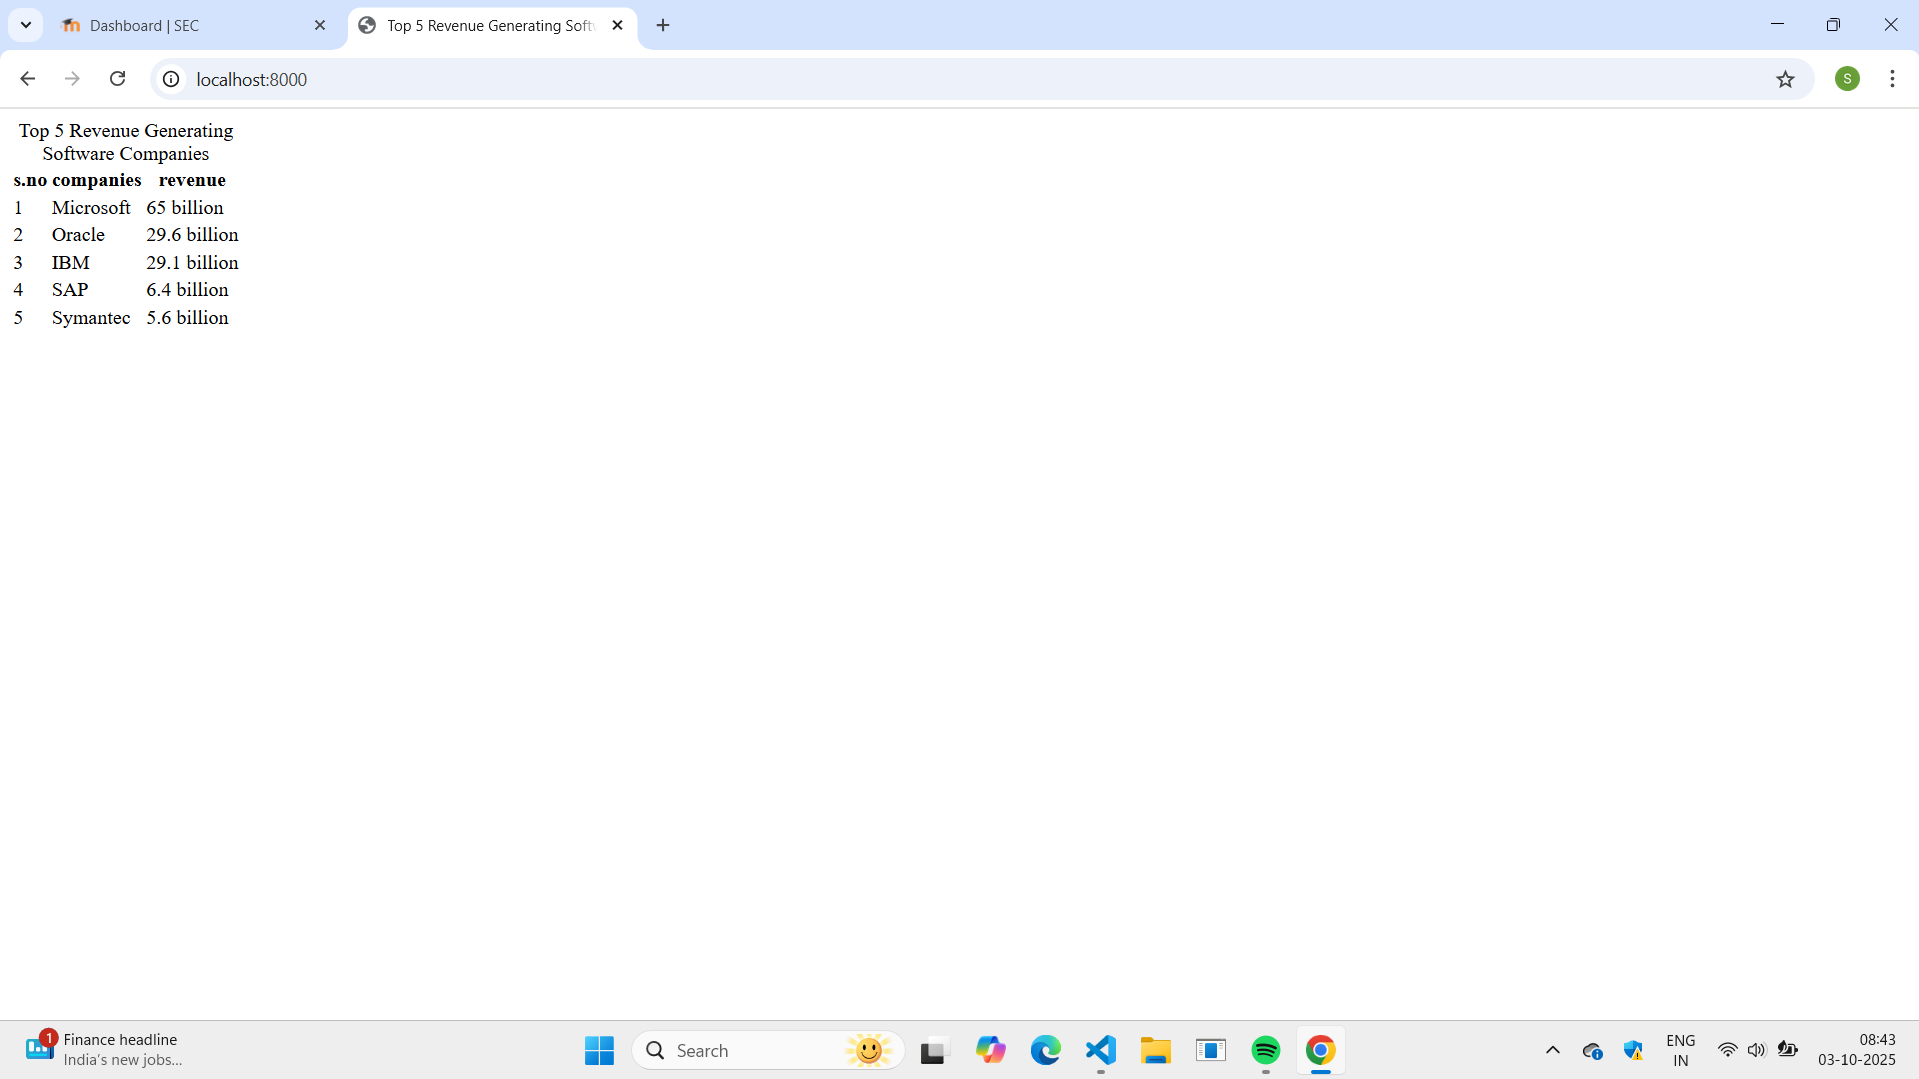 Dashboard | SEC
Top 5 Revenue Generating Soft
localhost:8000
S
Top 5 Revenue Generating
Software Companies
s.no companies revenue
1 Microsoft 65 billion
2 Oracle 29.6 billion
3 IBM 29.1 billion
4 SAP 6.4 billion
5 Symantec 5.6 billion
1
Finance headline
India's new jobs...
Search
ENG
IN
08:43
03-10-2025